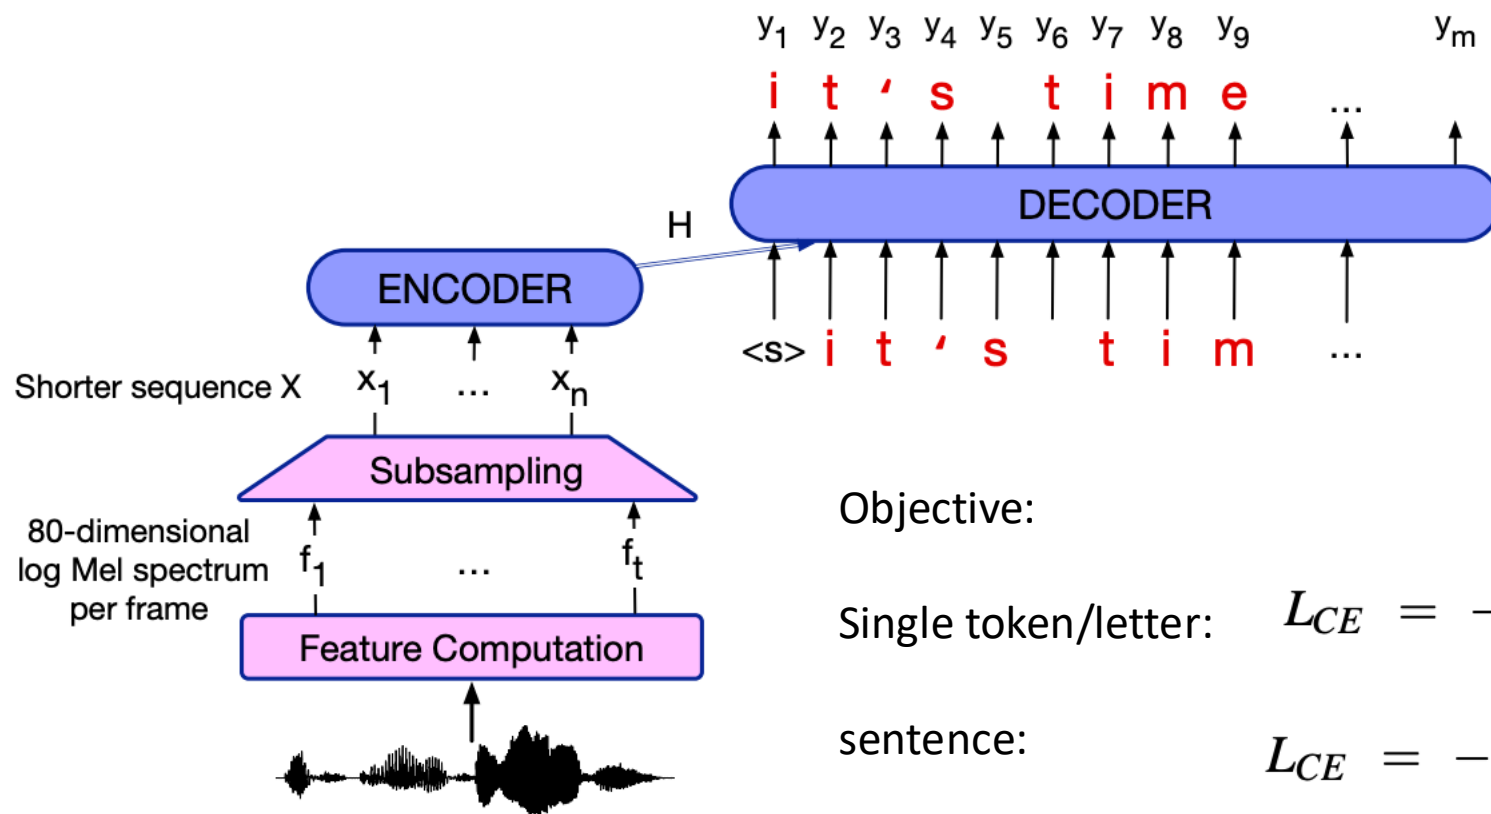 y1 y2 y3 y4 y5 y6 y7 y8 y9 ym
i t ‘ s t i m e ...
DECODER
H
ENCODER
<s> i t ‘ s t i m ...
Shorter sequence X x1 ... xn
Subsampling
80-dimensional
log Mel spectrum
per frame
f1 ... ft
Feature Computation
Objective:
Single token/letter: LCE = –
sentence: LCE = –